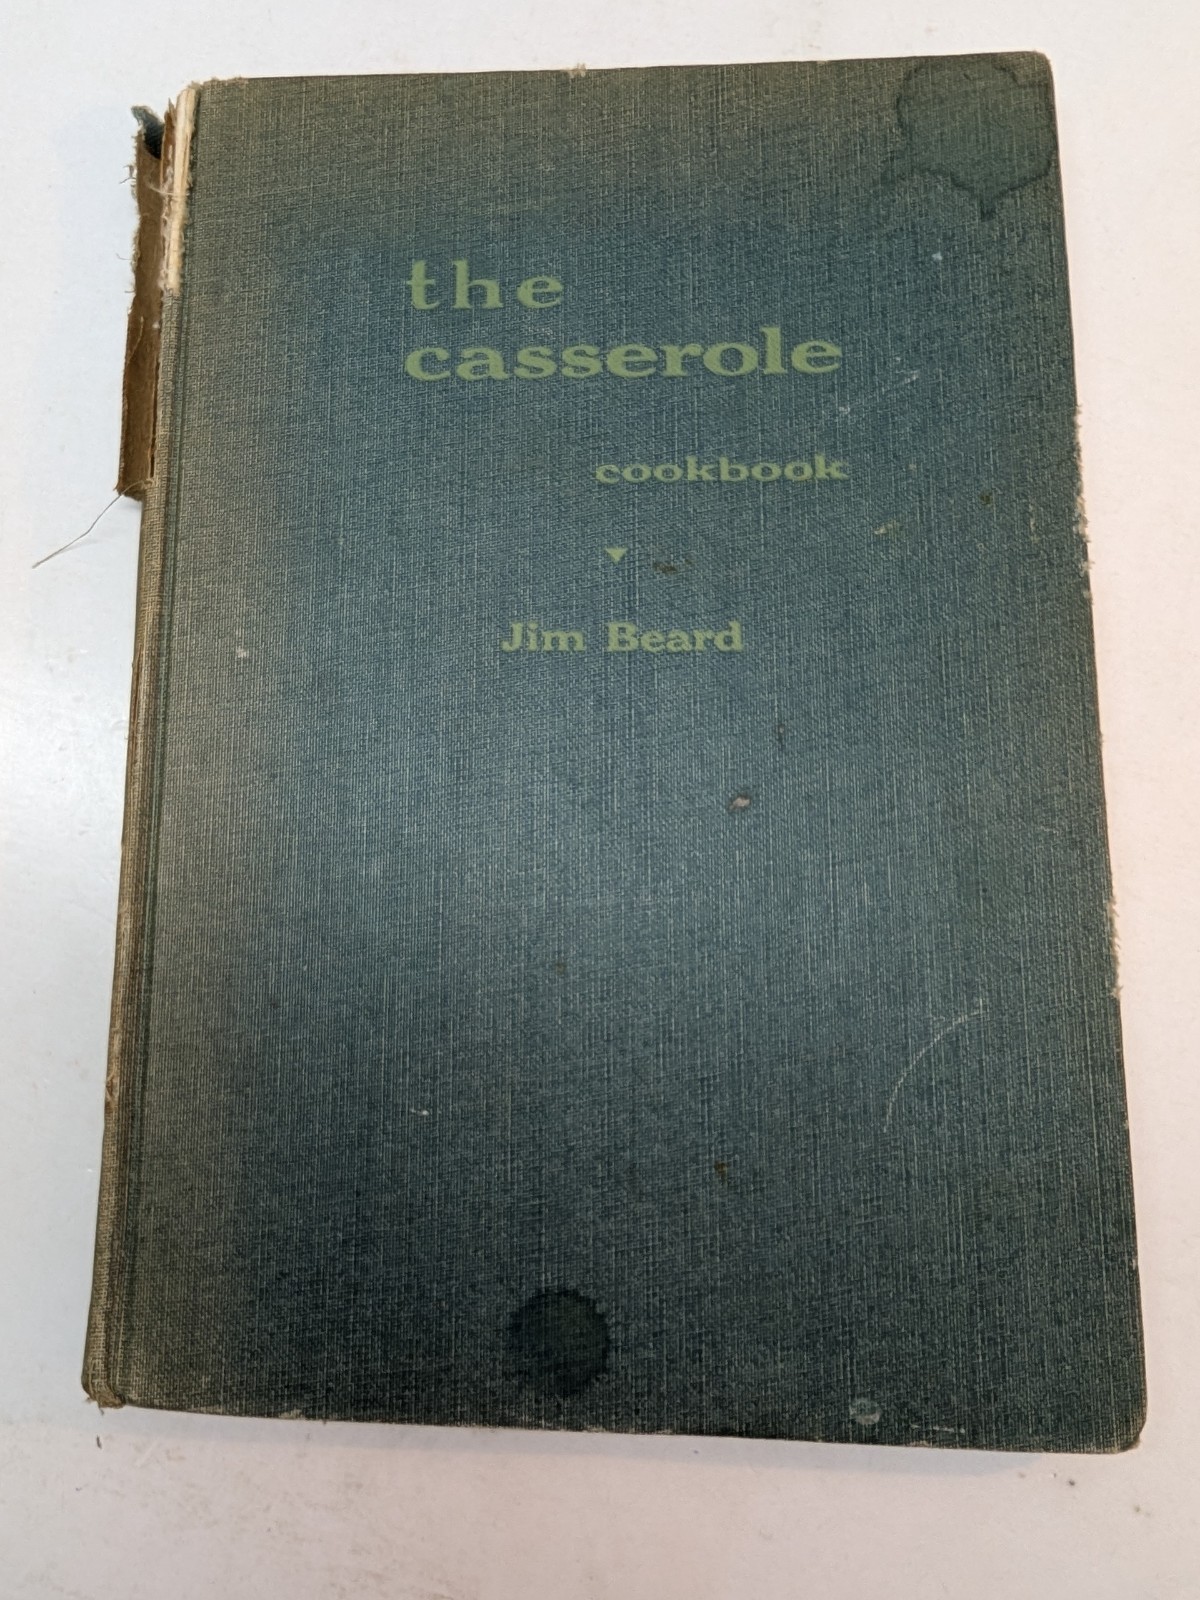 the
casserole
cookbook
Jim Beard